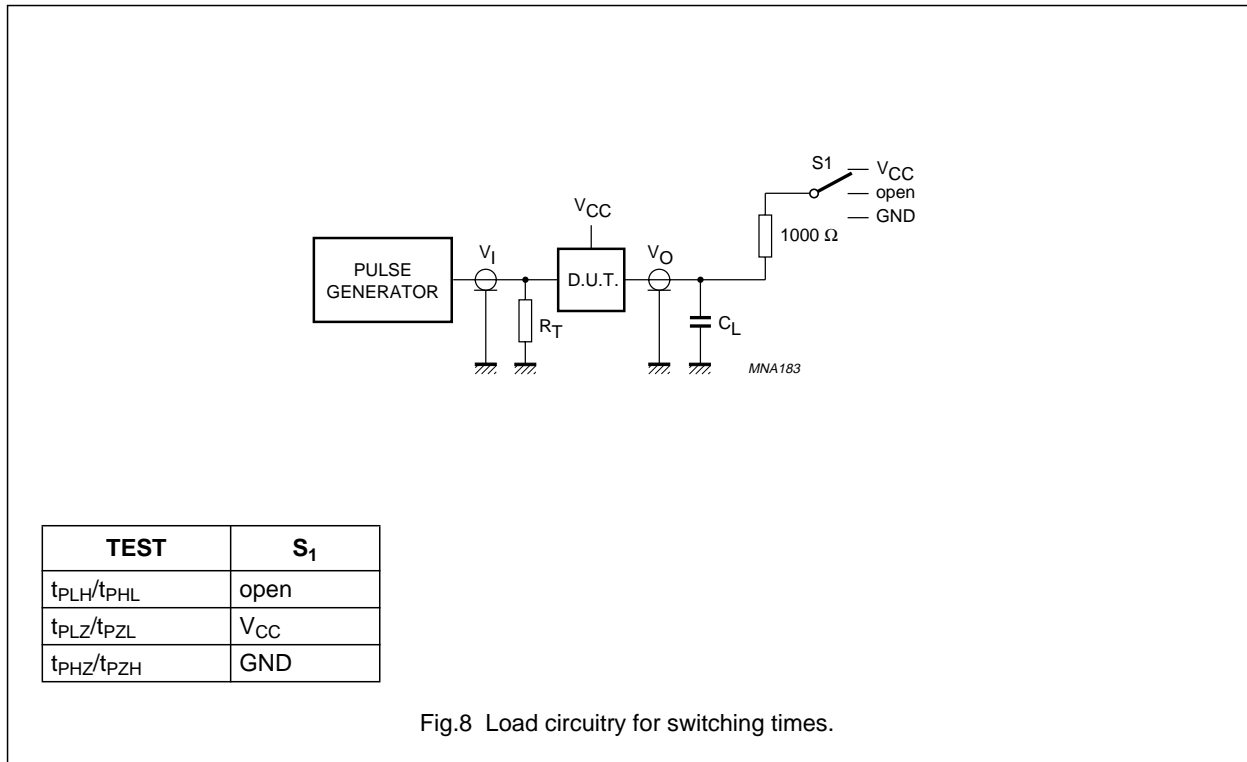 S1
VCC
open
GND
1000 Ω
VCC
VI
VO
PULSE
GENERATOR
D.U.T.
RT
CL
MNA183
TEST S1
tPLH/tPHL open
tPLZ/tPZL VCC
tPHZ/tPZH GND
Fig.8 Load circuitry for switching times.